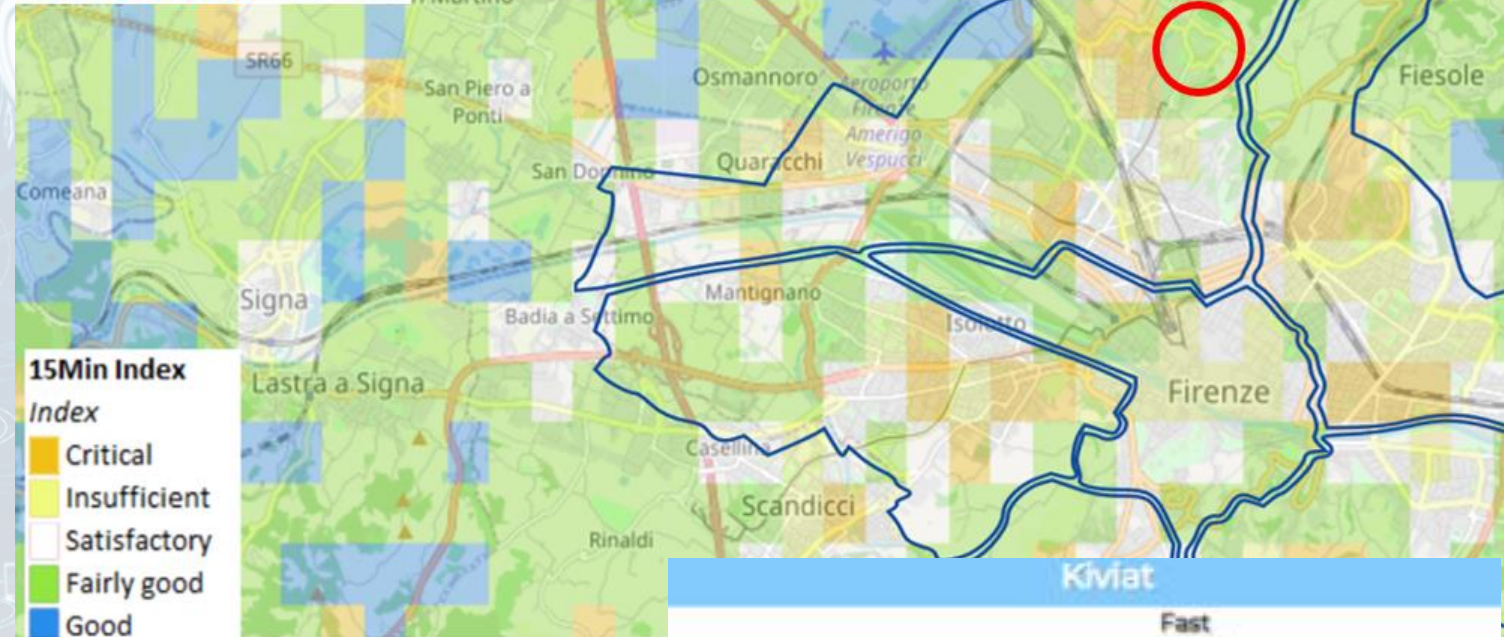 SR66
San Piero a
Ponti
Osmannoro
Aeroporto
Firenze
Amerigo
Vespucci
Fiesole
San Donnino
Quaracchi
Comeana
Signa
Mantignano
Badia a Settimo
Isolotto
15Min Index
Index
Critical
Insufficient
Satisfactory
Fairly good
Good
Lastra a Signa
Firenze
Casellina
Scandicci
Rinaldi
Kiviat
Fast